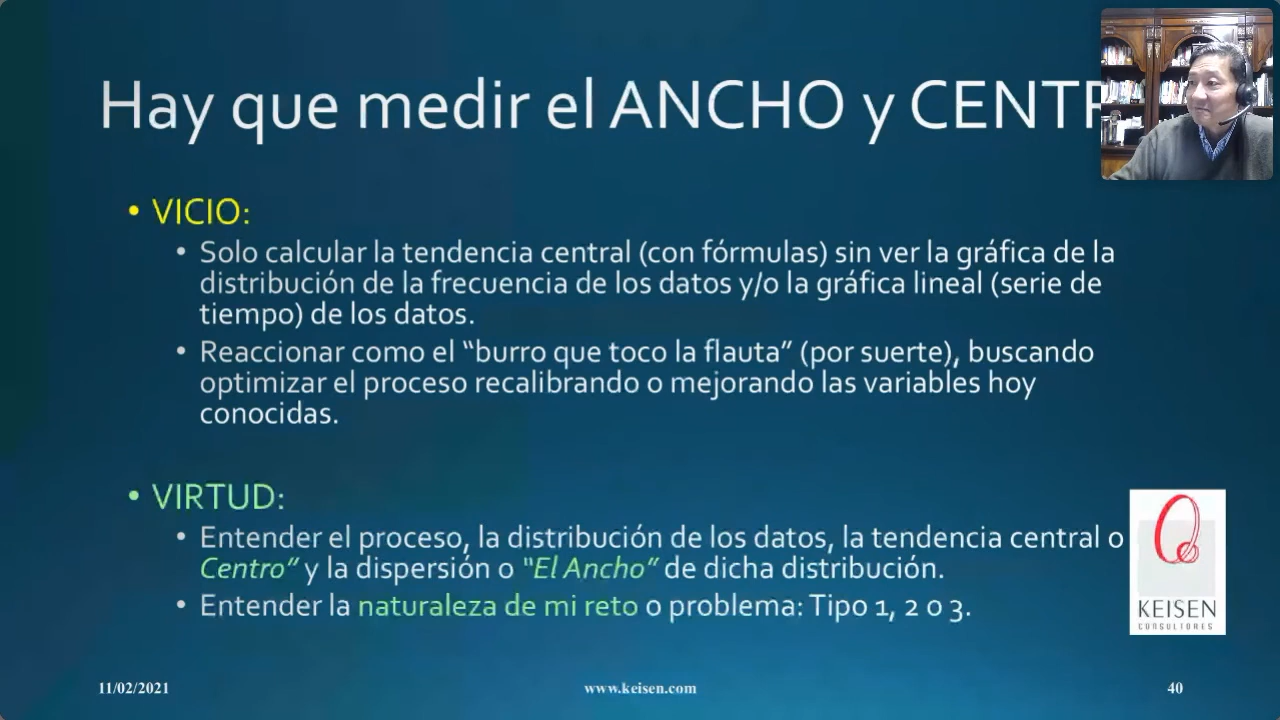 Hay que medir el ANCHO y CENTR
• VICIO:
• Solo calcular la tendencia central (con fórmulas) sin ver la gráfica de la
distribución de la frecuencia de los datos y/o la gráfica lineal (serie de
tiempo) de los datos.
• Reaccionar como el “burro que toco la flauta” (por suerte), buscando
optimizar el proceso recalibrando o mejorando las variables hoy
conocidas.
• VIRTUD:
• Entender el proceso, la distribución de los datos, la tendencia central o
Centro” y la dispersión o “El Ancho” de dicha distribución.
• Entender la naturaleza de mi reto o problema: Tipo 1, 2 o 3.
KEISEN
CONSULTORES
11/02/2021
www.keisen.com
40